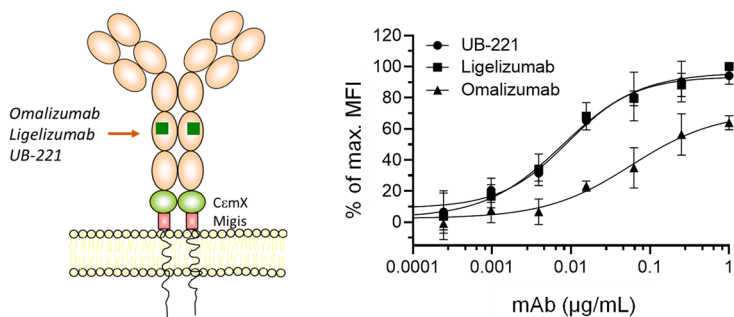 Omalizumab
Ligelizumab
UB-221
CεmX
Migis
UB-221
Ligelizumab
Omalizumab
% of max. MFI
120
100
80
60
40
20
0
0.0001
0.001
0.01
0.1
1
mAb (µg/mL)